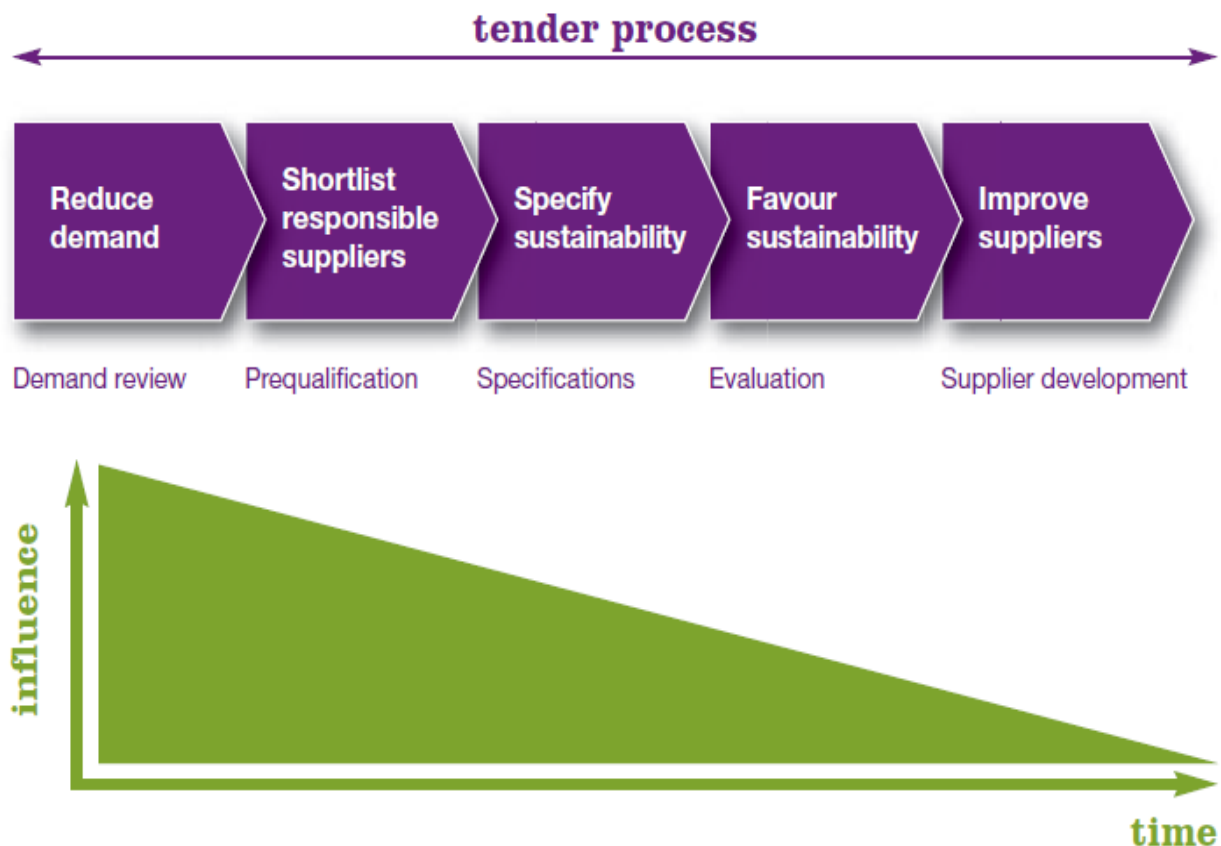 tender process
Reduce
demand
Shortlist
responsible
suppliers
Specify
sustainability
Favour
sustainability
Improve
suppliers
Demand review
Prequalification
Specifications
Evaluation
Supplier development
influence
time